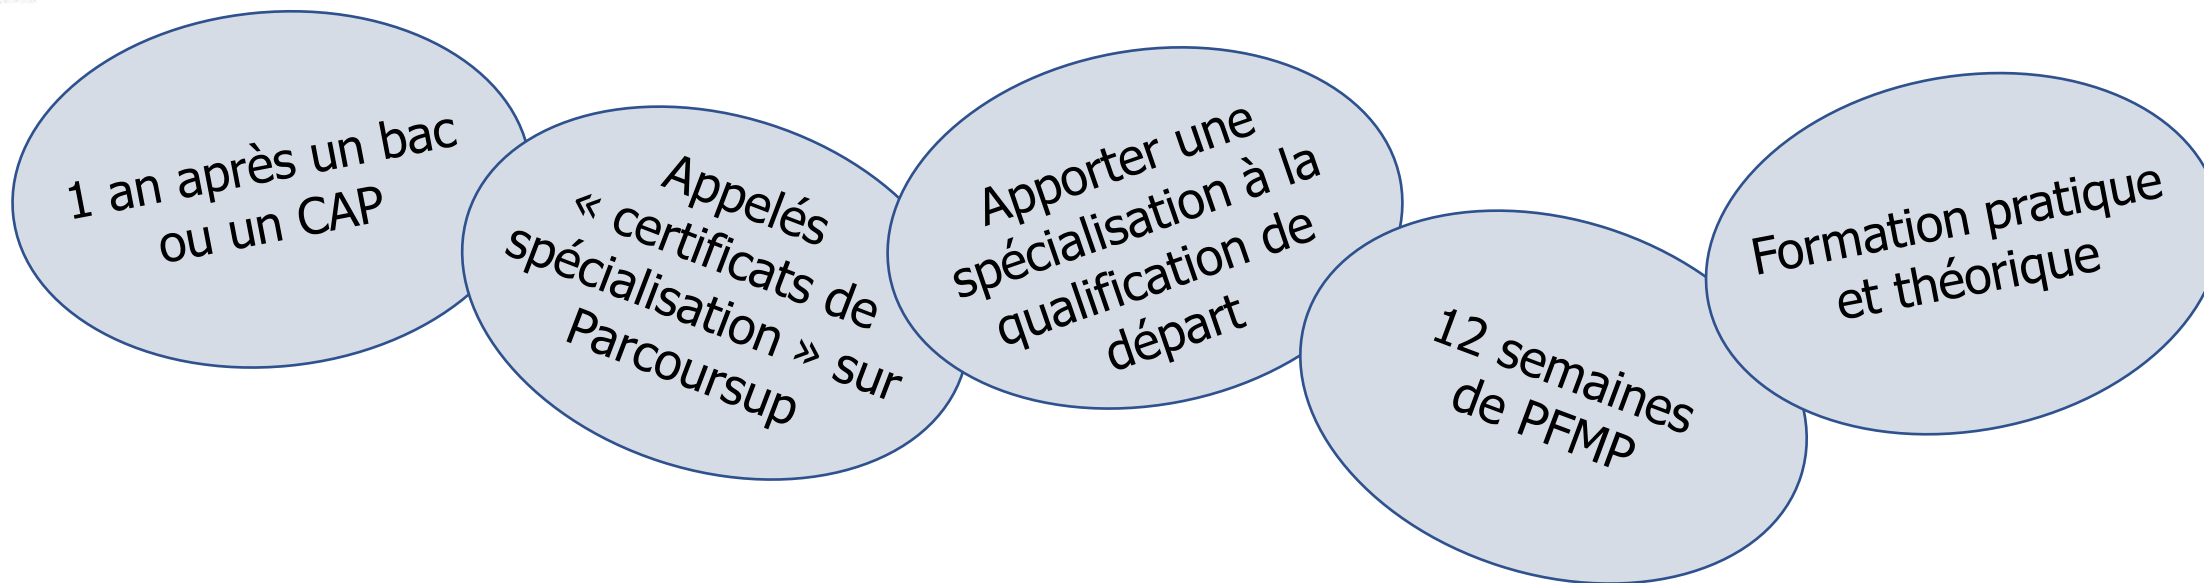 1 an après un bac
ou un CAP
Appelés
« certificats de
spécialisation » sur
Parcoursup
Apporter une
spécialisation à la
qualification de
départ
12 semaines
de PFMP
Formation pratique
et théorique